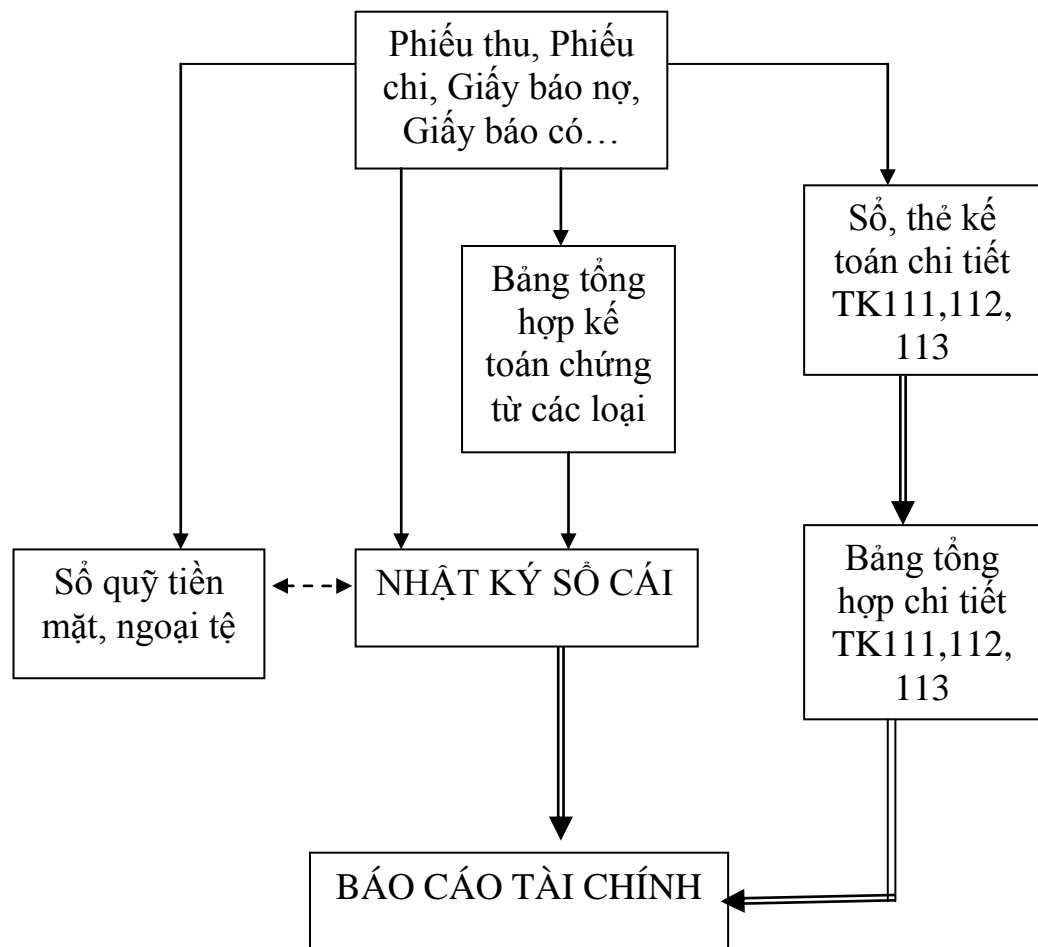 Phiếu thu, Phiếu
chi, Giấy báo nợ,
Giấy báo có…
Sổ, thẻ kế
toán chi tiết
TK111,112,
113
Bảng tổng
hợp kế
toán chứng
từ các loại
Sổ quỹ tiền
mặt, ngoại tệ
NHẬT KÝ SỔ CÁI
Bảng tổng
hợp chi tiết
TK111,112,
113
BÁO CÁO TÀI CHÍNH